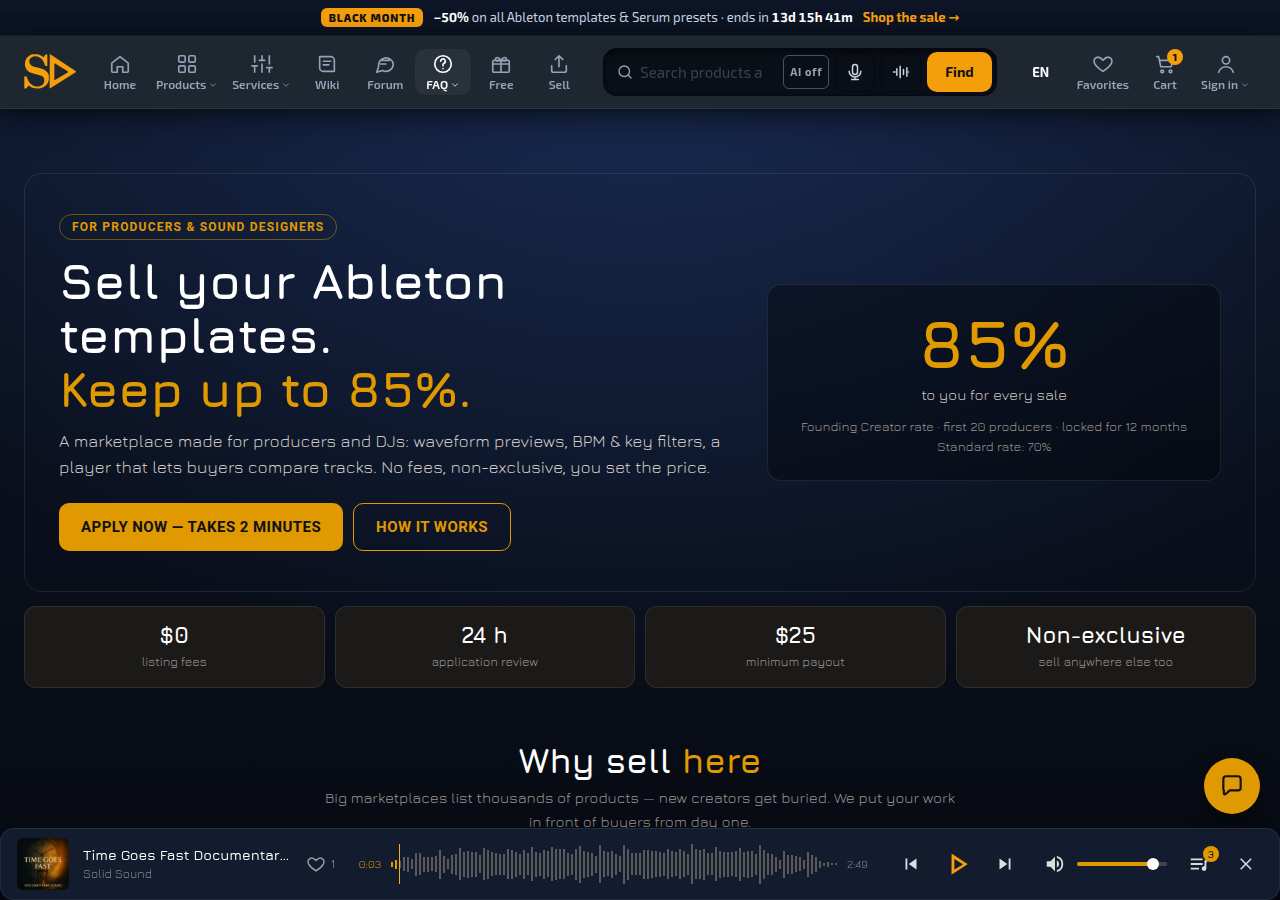 BLACK MONTH −50% on all Ableton templates & Serum presets · ends in 13d 15h 41m Shop the sale →
SD Home Products Services Wiki Forum FAQ Free Sell Search products a AI off Find EN Favorites Cart 1 Sign in
FOR PRODUCERS & SOUND DESIGNERS
Sell your Ableton
templates.
Keep up to 85%.
A marketplace made for producers and DJs: waveform previews, BPM & key filters, a
player that lets buyers compare tracks. No fees, non-exclusive, you set the price.
APPLY NOW — TAKES 2 MINUTES HOW IT WORKS
85%
to you for every sale
Founding Creator rate · first 20 producers · locked for 12 months
Standard rate: 70%
$0
listing fees
24 h
application review
$25
minimum payout
Non-exclusive
sell anywhere else too
Why sell here
Big marketplaces list thousands of products — new creators get buried. We put your work
in front of buyers from day one.
TIME GOES
FAST
Time Goes Fast Documentar...
Solid Sound
1
0:03
2:49
3